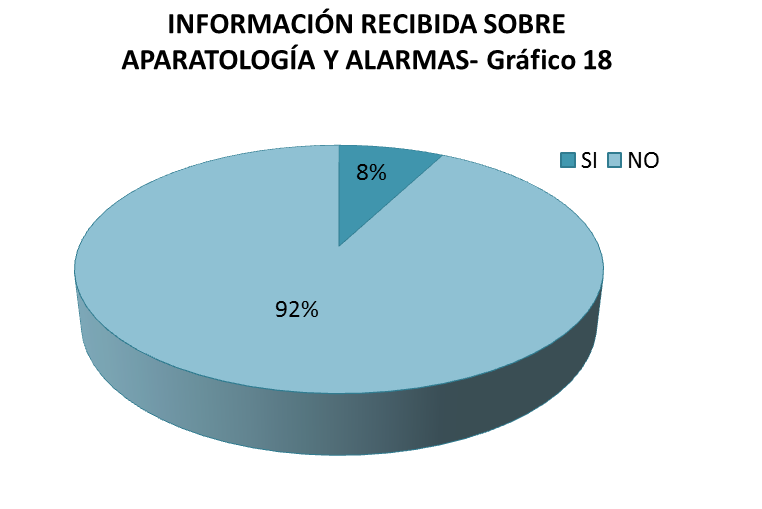 INFORMACIÓN RECIBIDA SOBRE
APARATOLOGÍA Y ALARMAS- Gráfico 18
SI NO
8%
92%